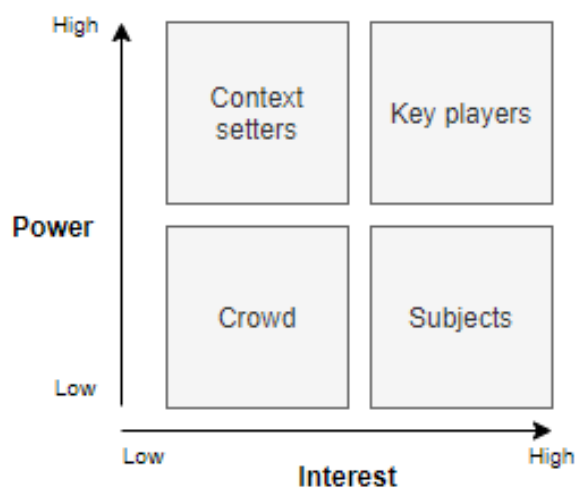 High
Context
setters
Key players
Power
Crowd
Subjects
Low
Low
High
Interest